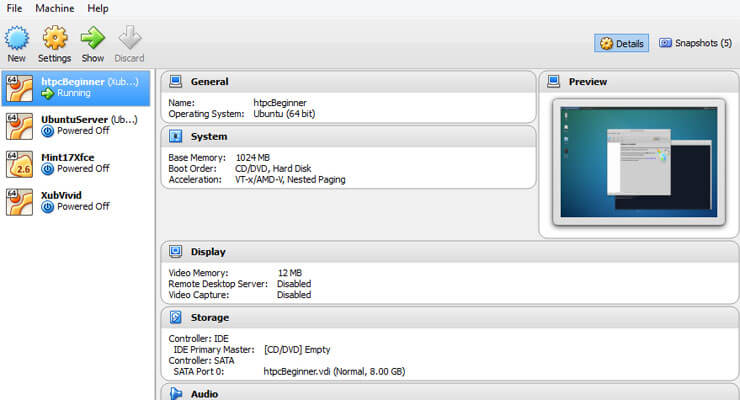 File Machine Help
New Settings Show Discard
Details Snapshots (5)
64 htpcBeginner (Xub...)
Running
64 UbuntuServer (Ub...)
Powered Off
64 Mint17Xfce
2.6 Powered Off
64 XubVivid
Powered Off
General
Name: htpcBeginner
Operating System: Ubuntu (64 bit)
System
Base Memory: 1024 MB
Boot Order: CD/DVD, Hard Disk
Acceleration: VT-x/AMD-V, Nested Paging
Preview
Display
Video Memory: 12 MB
Remote Desktop Server: Disabled
Video Capture: Disabled
Storage
Controller: IDE
IDE Primary Master: [CD/DVD] Empty
Controller: SATA
SATA Port 0: htpcBeginner.vdi (Normal, 8.00 GB)
Audio